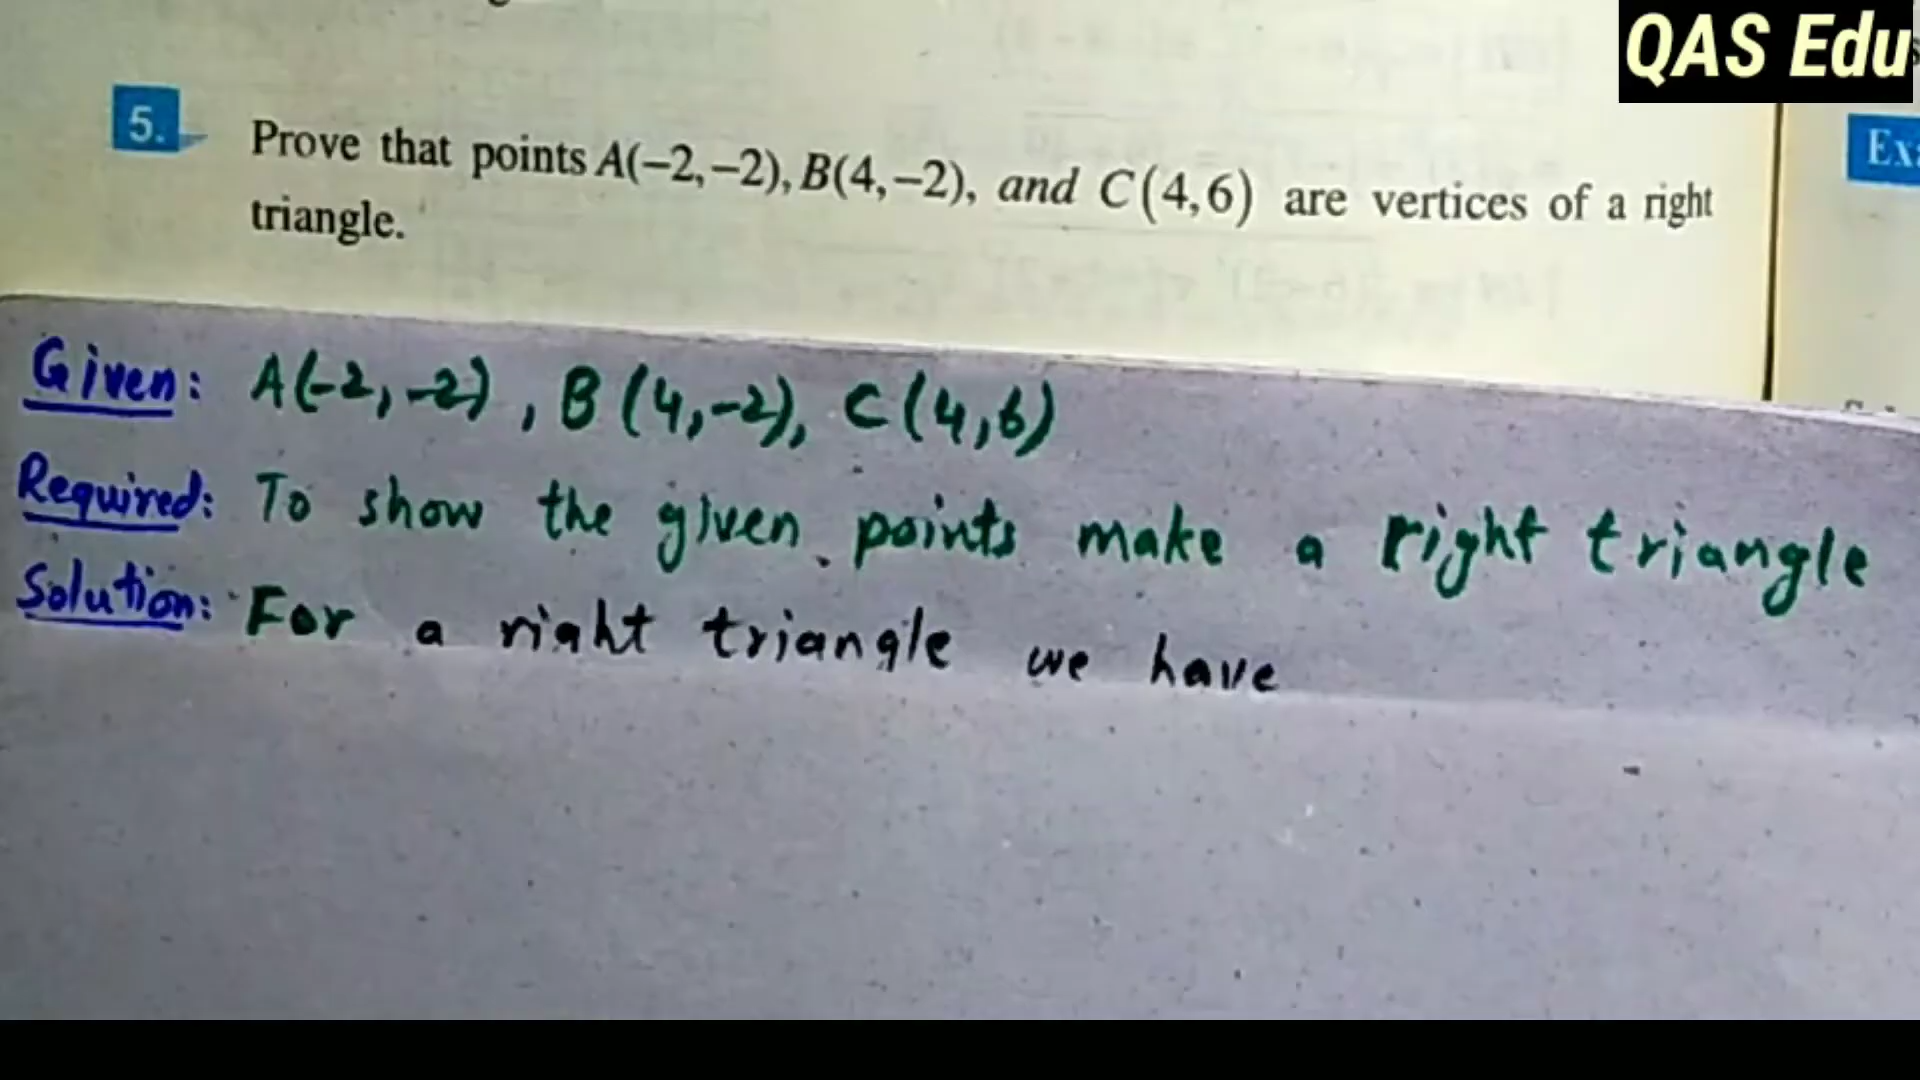 QAS Edu
5. Prove that points A(−2,−2), B(4,−2), and C(4,6) are vertices of a right
triangle.
Given: A(-2,-2), B(4,-2), C(4,6)
Required: To show the given points make a right triangle
Solution: For a right triangle we have